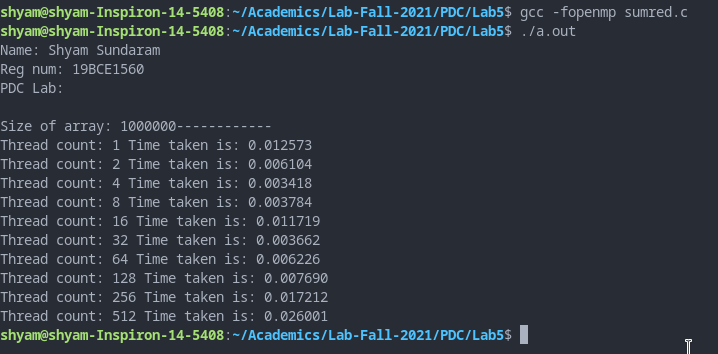 shyam@shyam-Inspiron-14-5408:~/Academics/Lab-Fall-2021/PDC/Lab5$ gcc -fopenmp sumred.c
shyam@shyam-Inspiron-14-5408:~/Academics/Lab-Fall-2021/PDC/Lab5$ ./a.out
Name: Shyam Sundaram
Reg num: 19BCE1560
PDC Lab:

Size of array: 1000000------------
Thread count: 1 Time taken is: 0.012573
Thread count: 2 Time taken is: 0.006104
Thread count: 4 Time taken is: 0.003418
Thread count: 8 Time taken is: 0.003784
Thread count: 16 Time taken is: 0.011719
Thread count: 32 Time taken is: 0.003662
Thread count: 64 Time taken is: 0.006226
Thread count: 128 Time taken is: 0.007690
Thread count: 256 Time taken is: 0.017212
Thread count: 512 Time taken is: 0.026001
shyam@shyam-Inspiron-14-5408:~/Academics/Lab-Fall-2021/PDC/Lab5$